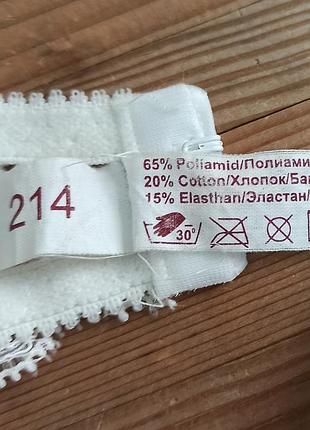 214
65% Poliamid/Полиами
20% Cotton/Хлопок/Ба
15% Elasthan/Эластан/
30°